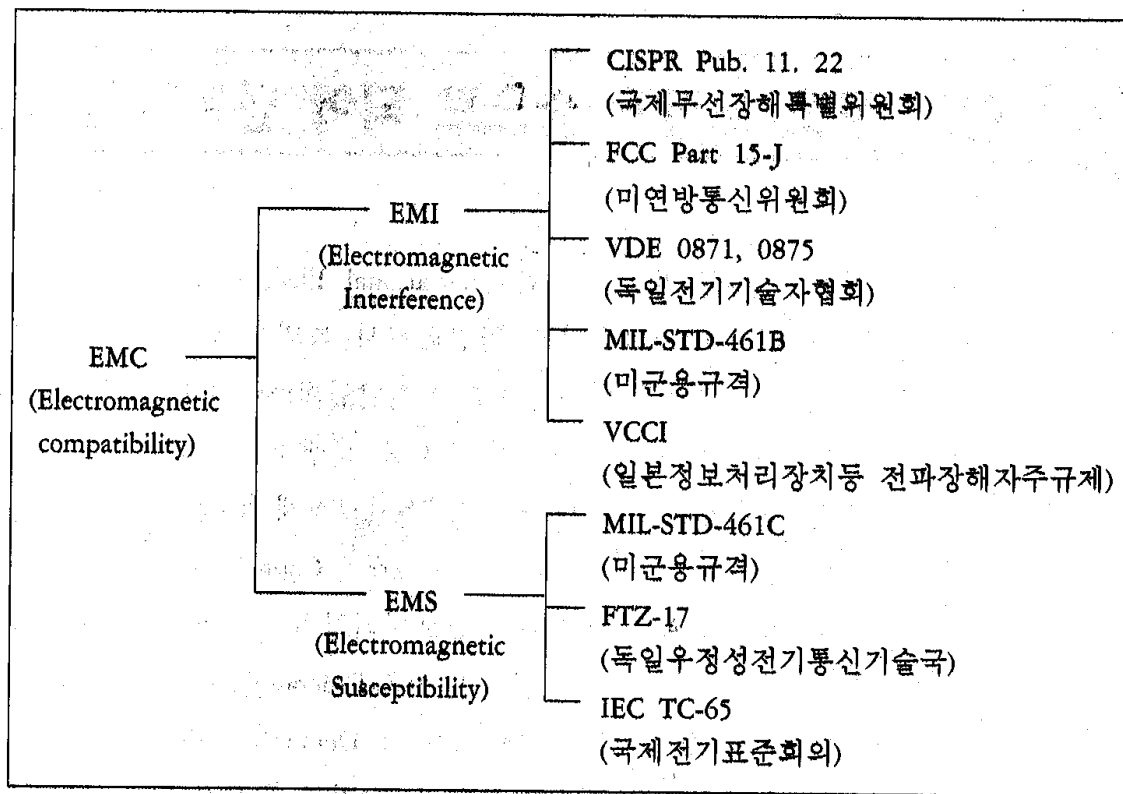 CISPR Pub. 11. 22
(국제무선장해특별위원회)
FCC Part 15-J
(미연방통신위원회)
EMI
(Electromagnetic
Interference)
VDE 0871, 0875
(독일전기기술자협회)
MIL-STD-461B
(미군용규격)
EMC
(Electromagnetic
compatibility)
VCCI
(일본정보처리장치등 전파장해자주규제)
MIL-STD-461C
(미군용규격)
EMS
(Electromagnetic
Susceptibility)
FTZ-17
(독일우정성전기통신기술국)
IEC TC-65
(국제전기표준회의)